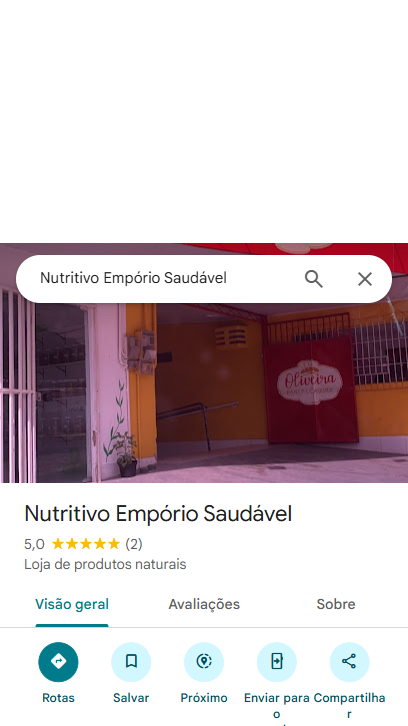 Nutritivo Empório Saudável
Oliveira
Nutritivo Empório Saudável
5,0 ★★★★★ (2)
Loja de produtos naturais
Visão geral Avaliações Sobre
Rotas Salvar Próximo Enviar para o Compartilhar